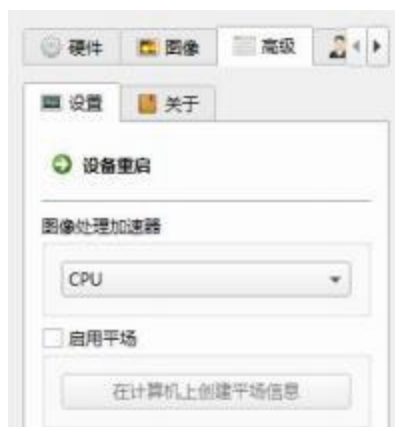 硬件 图像 高级
设置 关于
设备重启
图像处理加速器
CPU
启用平场
在计算机上创建平场信息